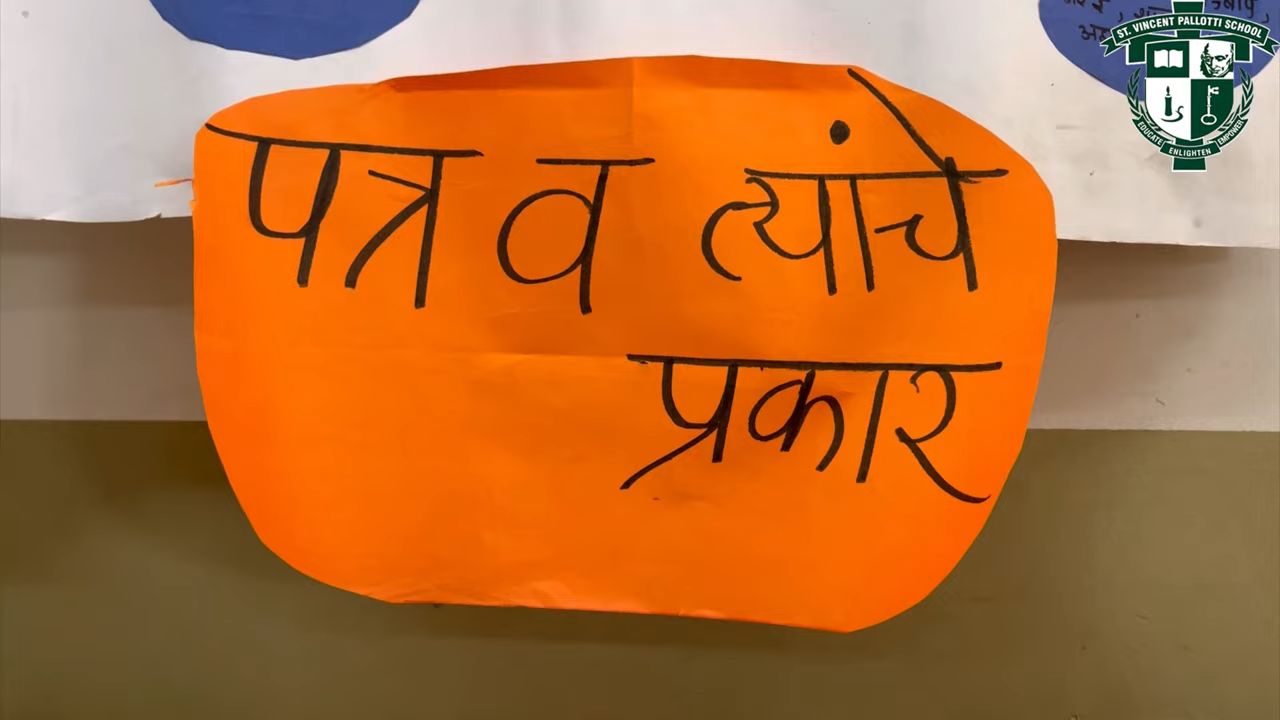 पत्र व त्यांचे
प्रकार
ST. VINCENT PALLOTTI SCHOOL
EDUCATE
ENLIGHTEN
EMPOWER